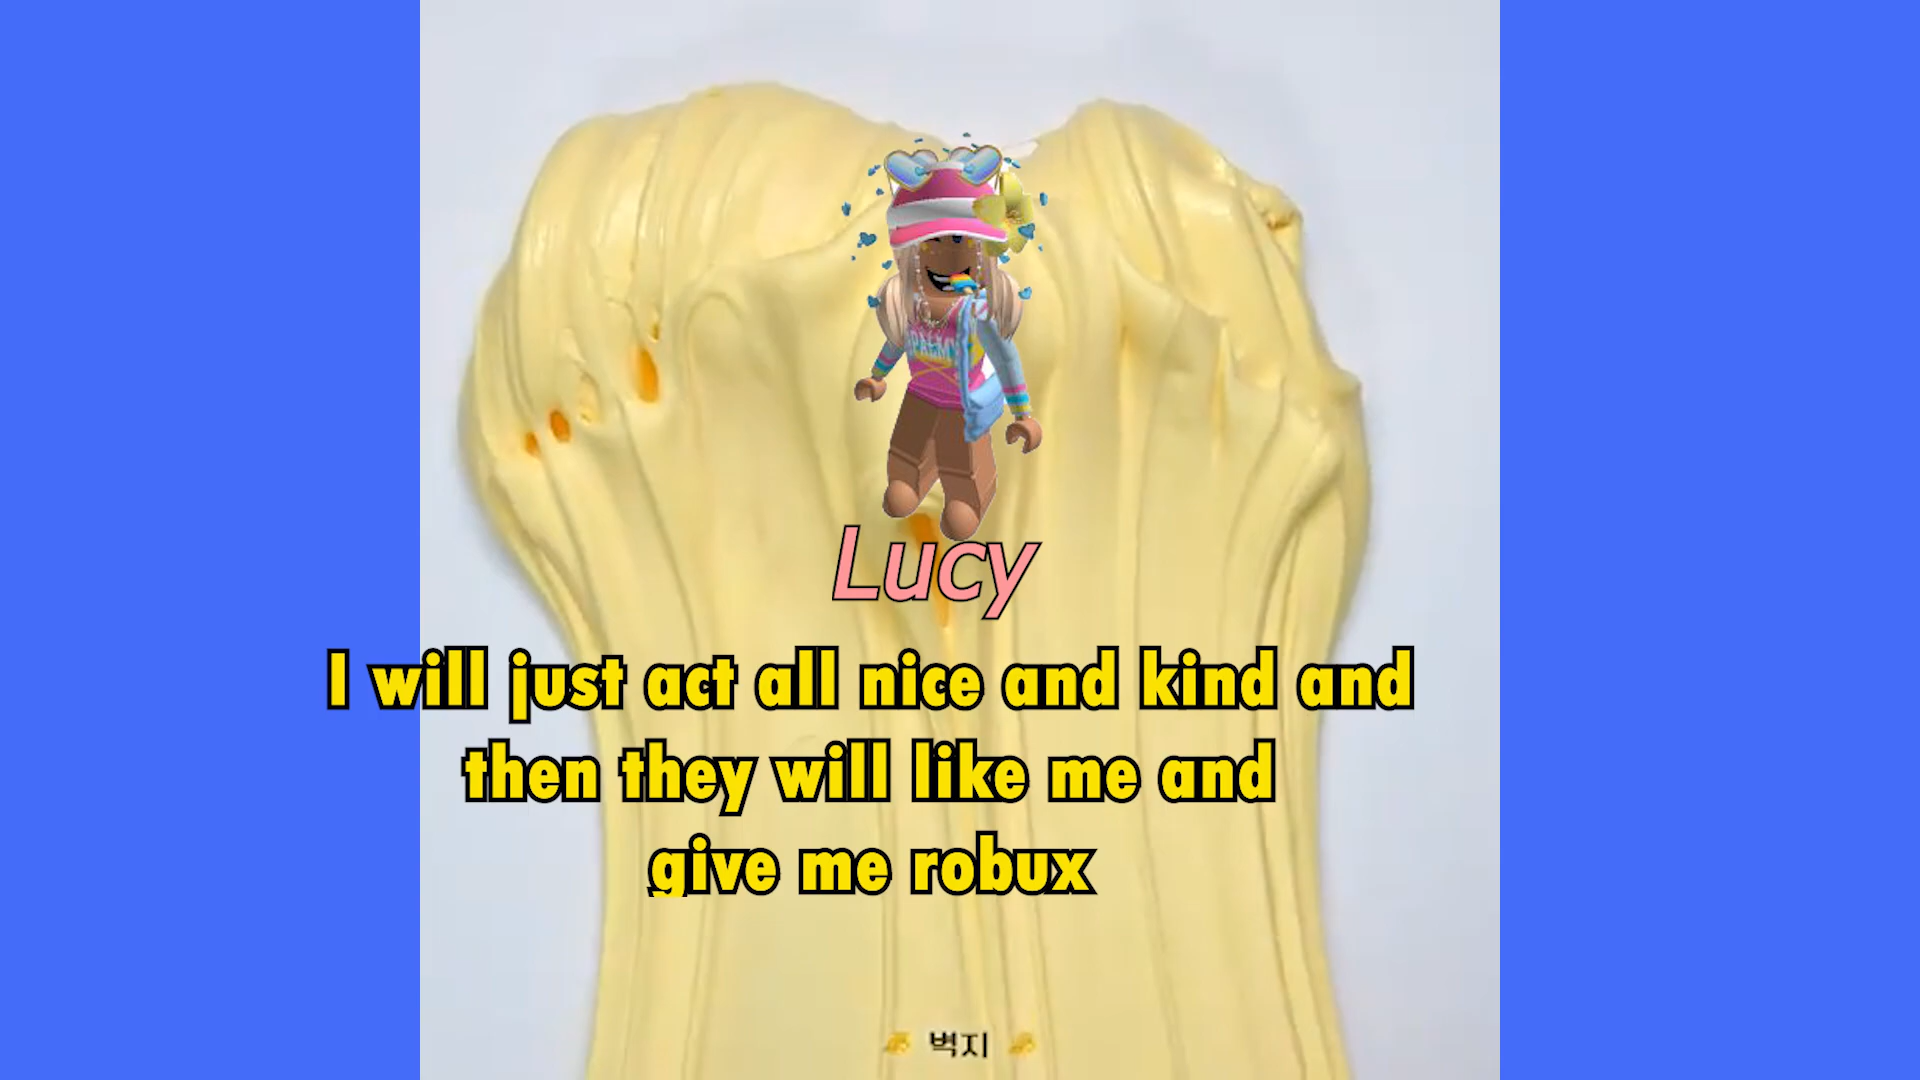 Lucy
I will just act all nice and kind and
then they will like me and
give me robux
벽지